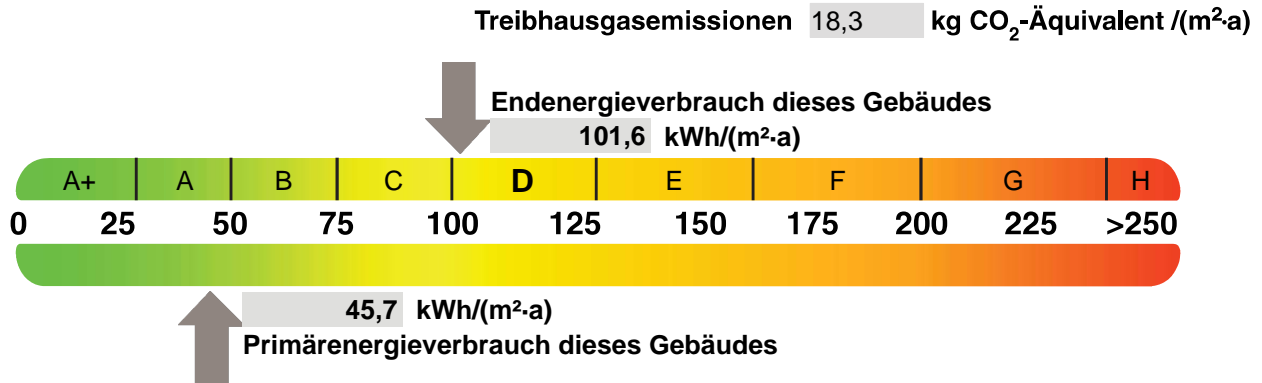 Treibhausgasemissionen 18,3 kg CO₂-Äquivalent /(m²·a)
Endenergieverbrauch dieses Gebäudes
101,6 kWh/(m²·a)
A+ A B C D E F G H
0 25 50 75 100 125 150 175 200 225 >250
45,7 kWh/(m²·a)
Primärenergieverbrauch dieses Gebäudes